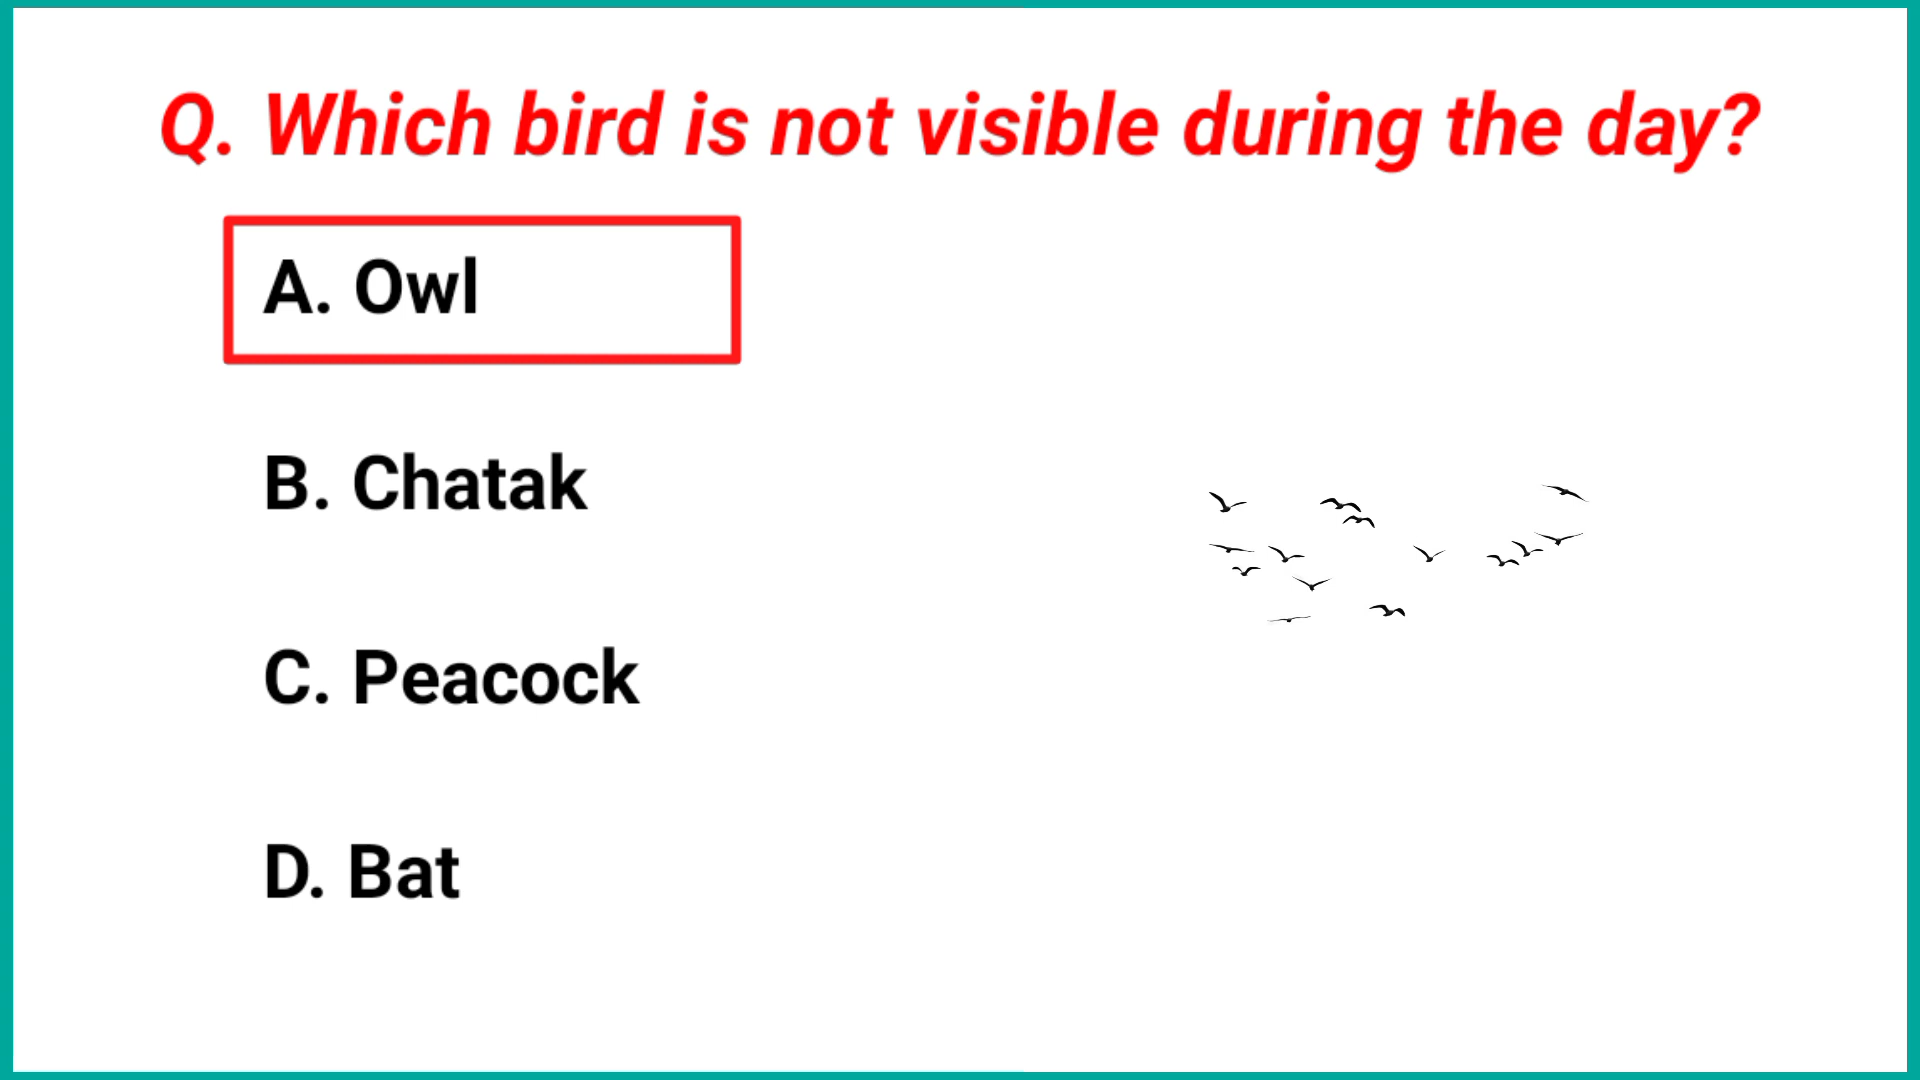 Q. Which bird is not visible during the day?
A. Owl
B. Chatak
C. Peacock
D. Bat